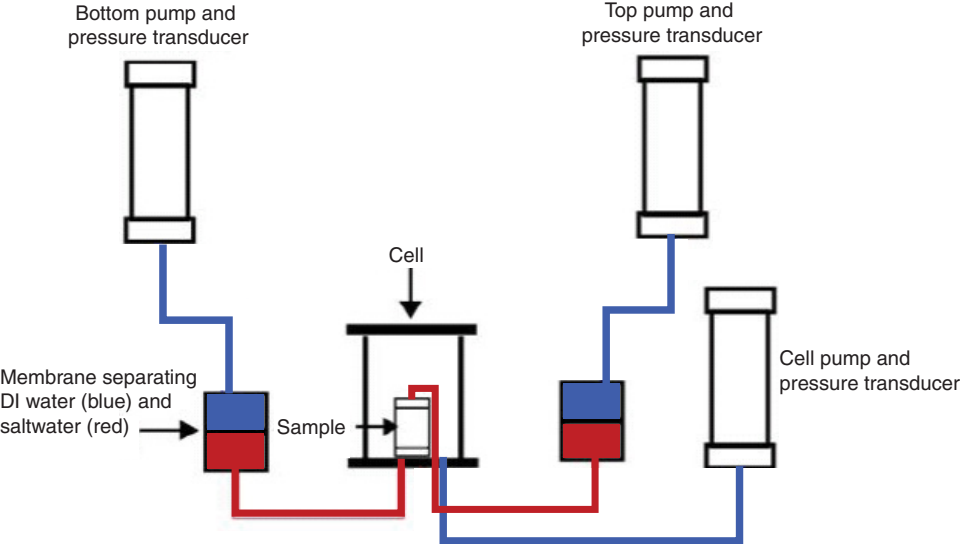 Bottom pump and
pressure transducer
Top pump and
pressure transducer
Cell
Cell pump and
pressure transducer
Membrane separating
DI water (blue) and
saltwater (red)
Sample